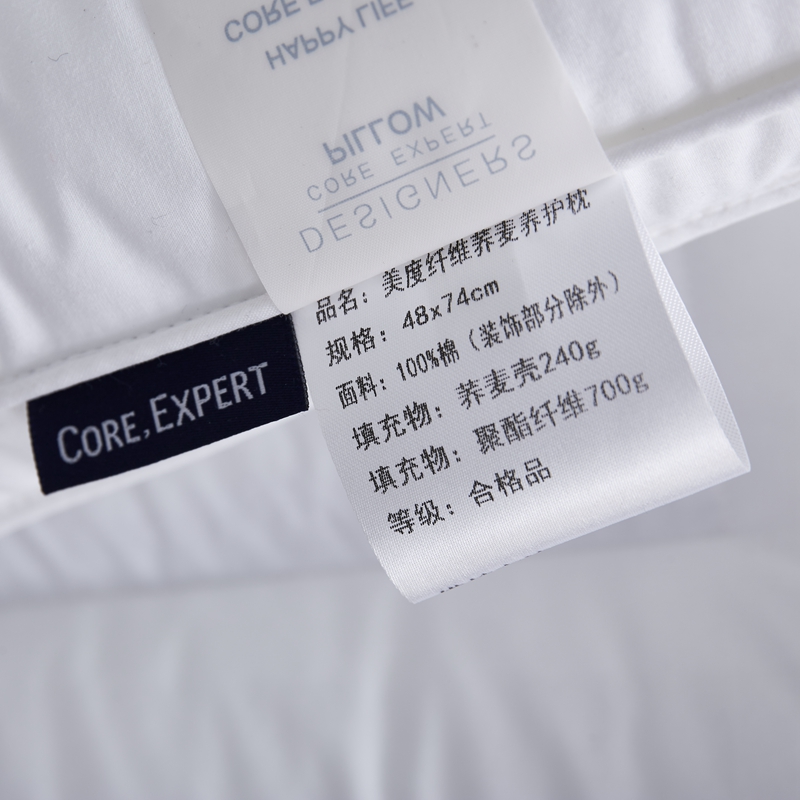 CORE E
HAPPY LIFE
PILLOW
CORE EXPERT
DESIGNERS
品名：美度纤维荞麦养护枕
规格：48x74cm
面料：100%棉（装饰部分除外）
填充物：荞麦壳240g
填充物：聚酯纤维700g
等级：合格品
CORE, EXPERT